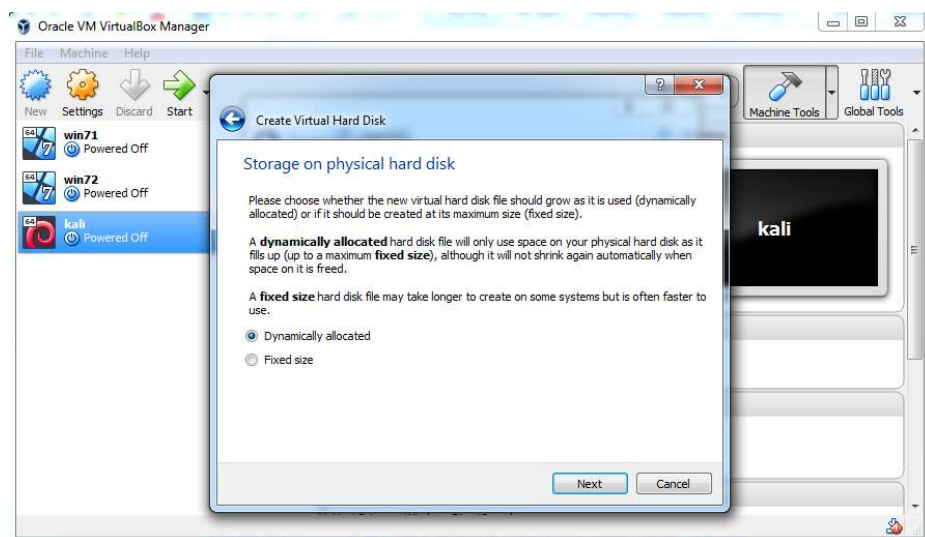 Oracle VM VirtualBox Manager
File Machine Help
New Settings Discard Start
Machine Tools Global Tools
64 win71
Powered Off
64 win72
Powered Off
64 kali
Powered Off
kali
?
Create Virtual Hard Disk
Storage on physical hard disk
Please choose whether the new virtual hard disk file should grow as it is used (dynamically
allocated) or if it should be created at its maximum size (fixed size).
A dynamically allocated hard disk file will only use space on your physical hard disk as it
fills up (up to a maximum fixed size), although it will not shrink again automatically when
space on it is freed.
A fixed size hard disk file may take longer to create on some systems but is often faster to
use.
Dynamically allocated
Fixed size
Next Cancel